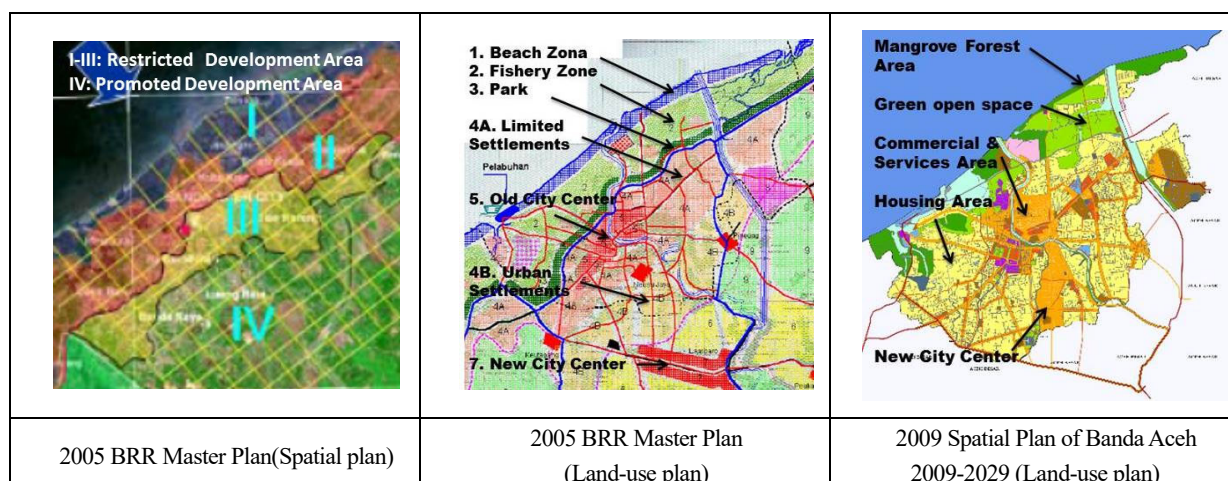 I-III: Restricted Development Area
IV: Promoted Development Area
I
II
III
IV
1. Beach Zona
2. Fishery Zone
3. Park
4A. Limited
Settlements
Pelabuhan
5. Old City Center
4B. Urban
Settlements
7. New City Center
Mangrove Forest
Area
Green open space
Commercial &
Services Area
Housing Area
New City Center
2005 BRR Master Plan(Spatial plan)
2005 BRR Master Plan
(Land-use plan)
2009 Spatial Plan of Banda Aceh
2009-2029 (Land-use plan)